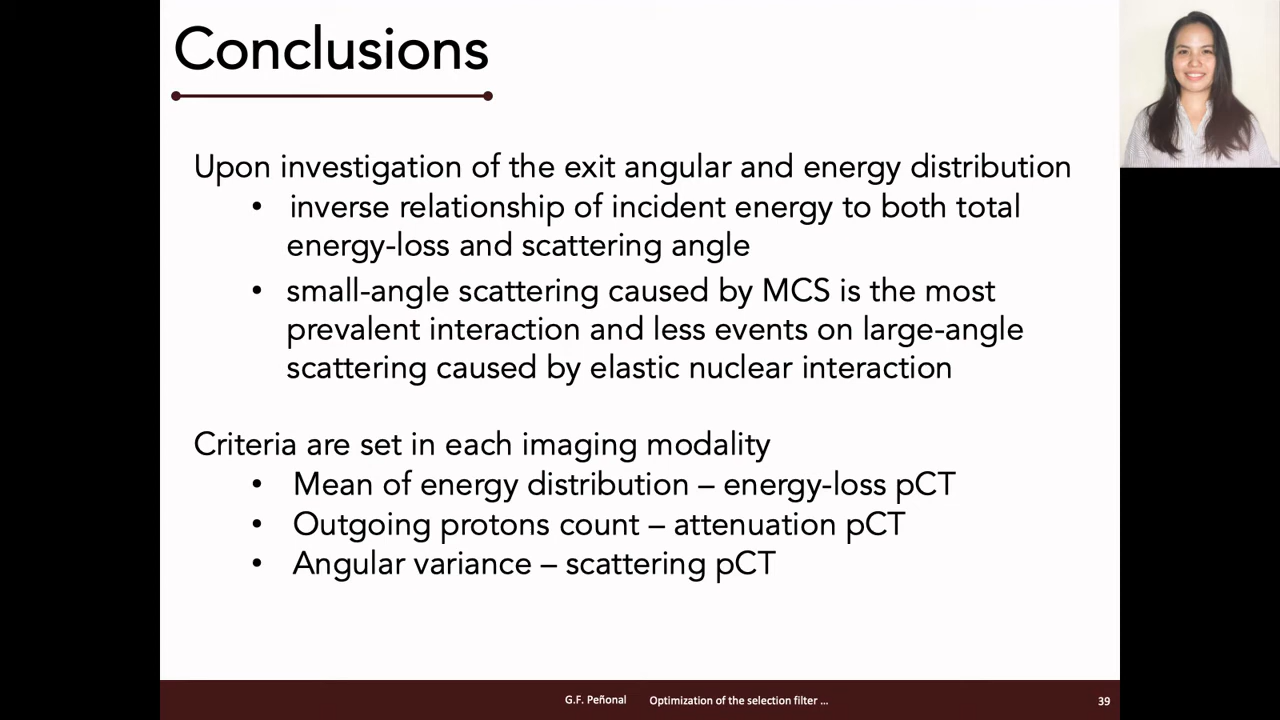 Conclusions
Upon investigation of the exit angular and energy distribution
• inverse relationship of incident energy to both total
energy-loss and scattering angle
• small-angle scattering caused by MCS is the most
prevalent interaction and less events on large-angle
scattering caused by elastic nuclear interaction
Criteria are set in each imaging modality
• Mean of energy distribution – energy-loss pCT
• Outgoing protons count – attenuation pCT
• Angular variance – scattering pCT
G.F. Peñonal Optimization of the selection filter ... 39